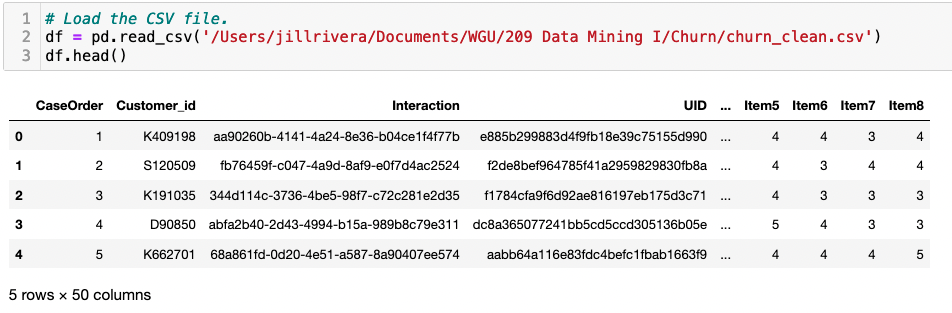 1 # Load the CSV file.
2 df = pd.read_csv('/Users/jillrivera/Documents/WGU/209 Data Mining I/Churn/churn_clean.csv')
3 df.head()
CaseOrder Customer_id Interaction UID ... Item5 Item6 Item7 Item8
0 1 K409198 aa90260b-4141-4a24-8e36-b04ce1f4f77b e885b299883d4f9fb18e39c75155d990 ... 4 4 3 4
1 2 S120509 fb76459f-c047-4a9d-8af9-e0f7d4ac2524 f2de8bef964785f41a2959829830fb8a ... 4 3 4 4
2 3 K191035 344d114c-3736-4be5-98f7-c72c281e2d35 f1784cfa9f6d92ae816197eb175d3c71 ... 4 3 3 3
3 4 D90850 abfa2b40-2d43-4994-b15a-989b8c79e311 dc8a365077241bb5cd5ccd305136b05e ... 5 4 3 3
4 5 K662701 68a861fd-0d20-4e51-a587-8a90407ee574 aabb64a116e83fdc4befc1fbab1663f9 ... 4 4 4 5
5 rows × 50 columns